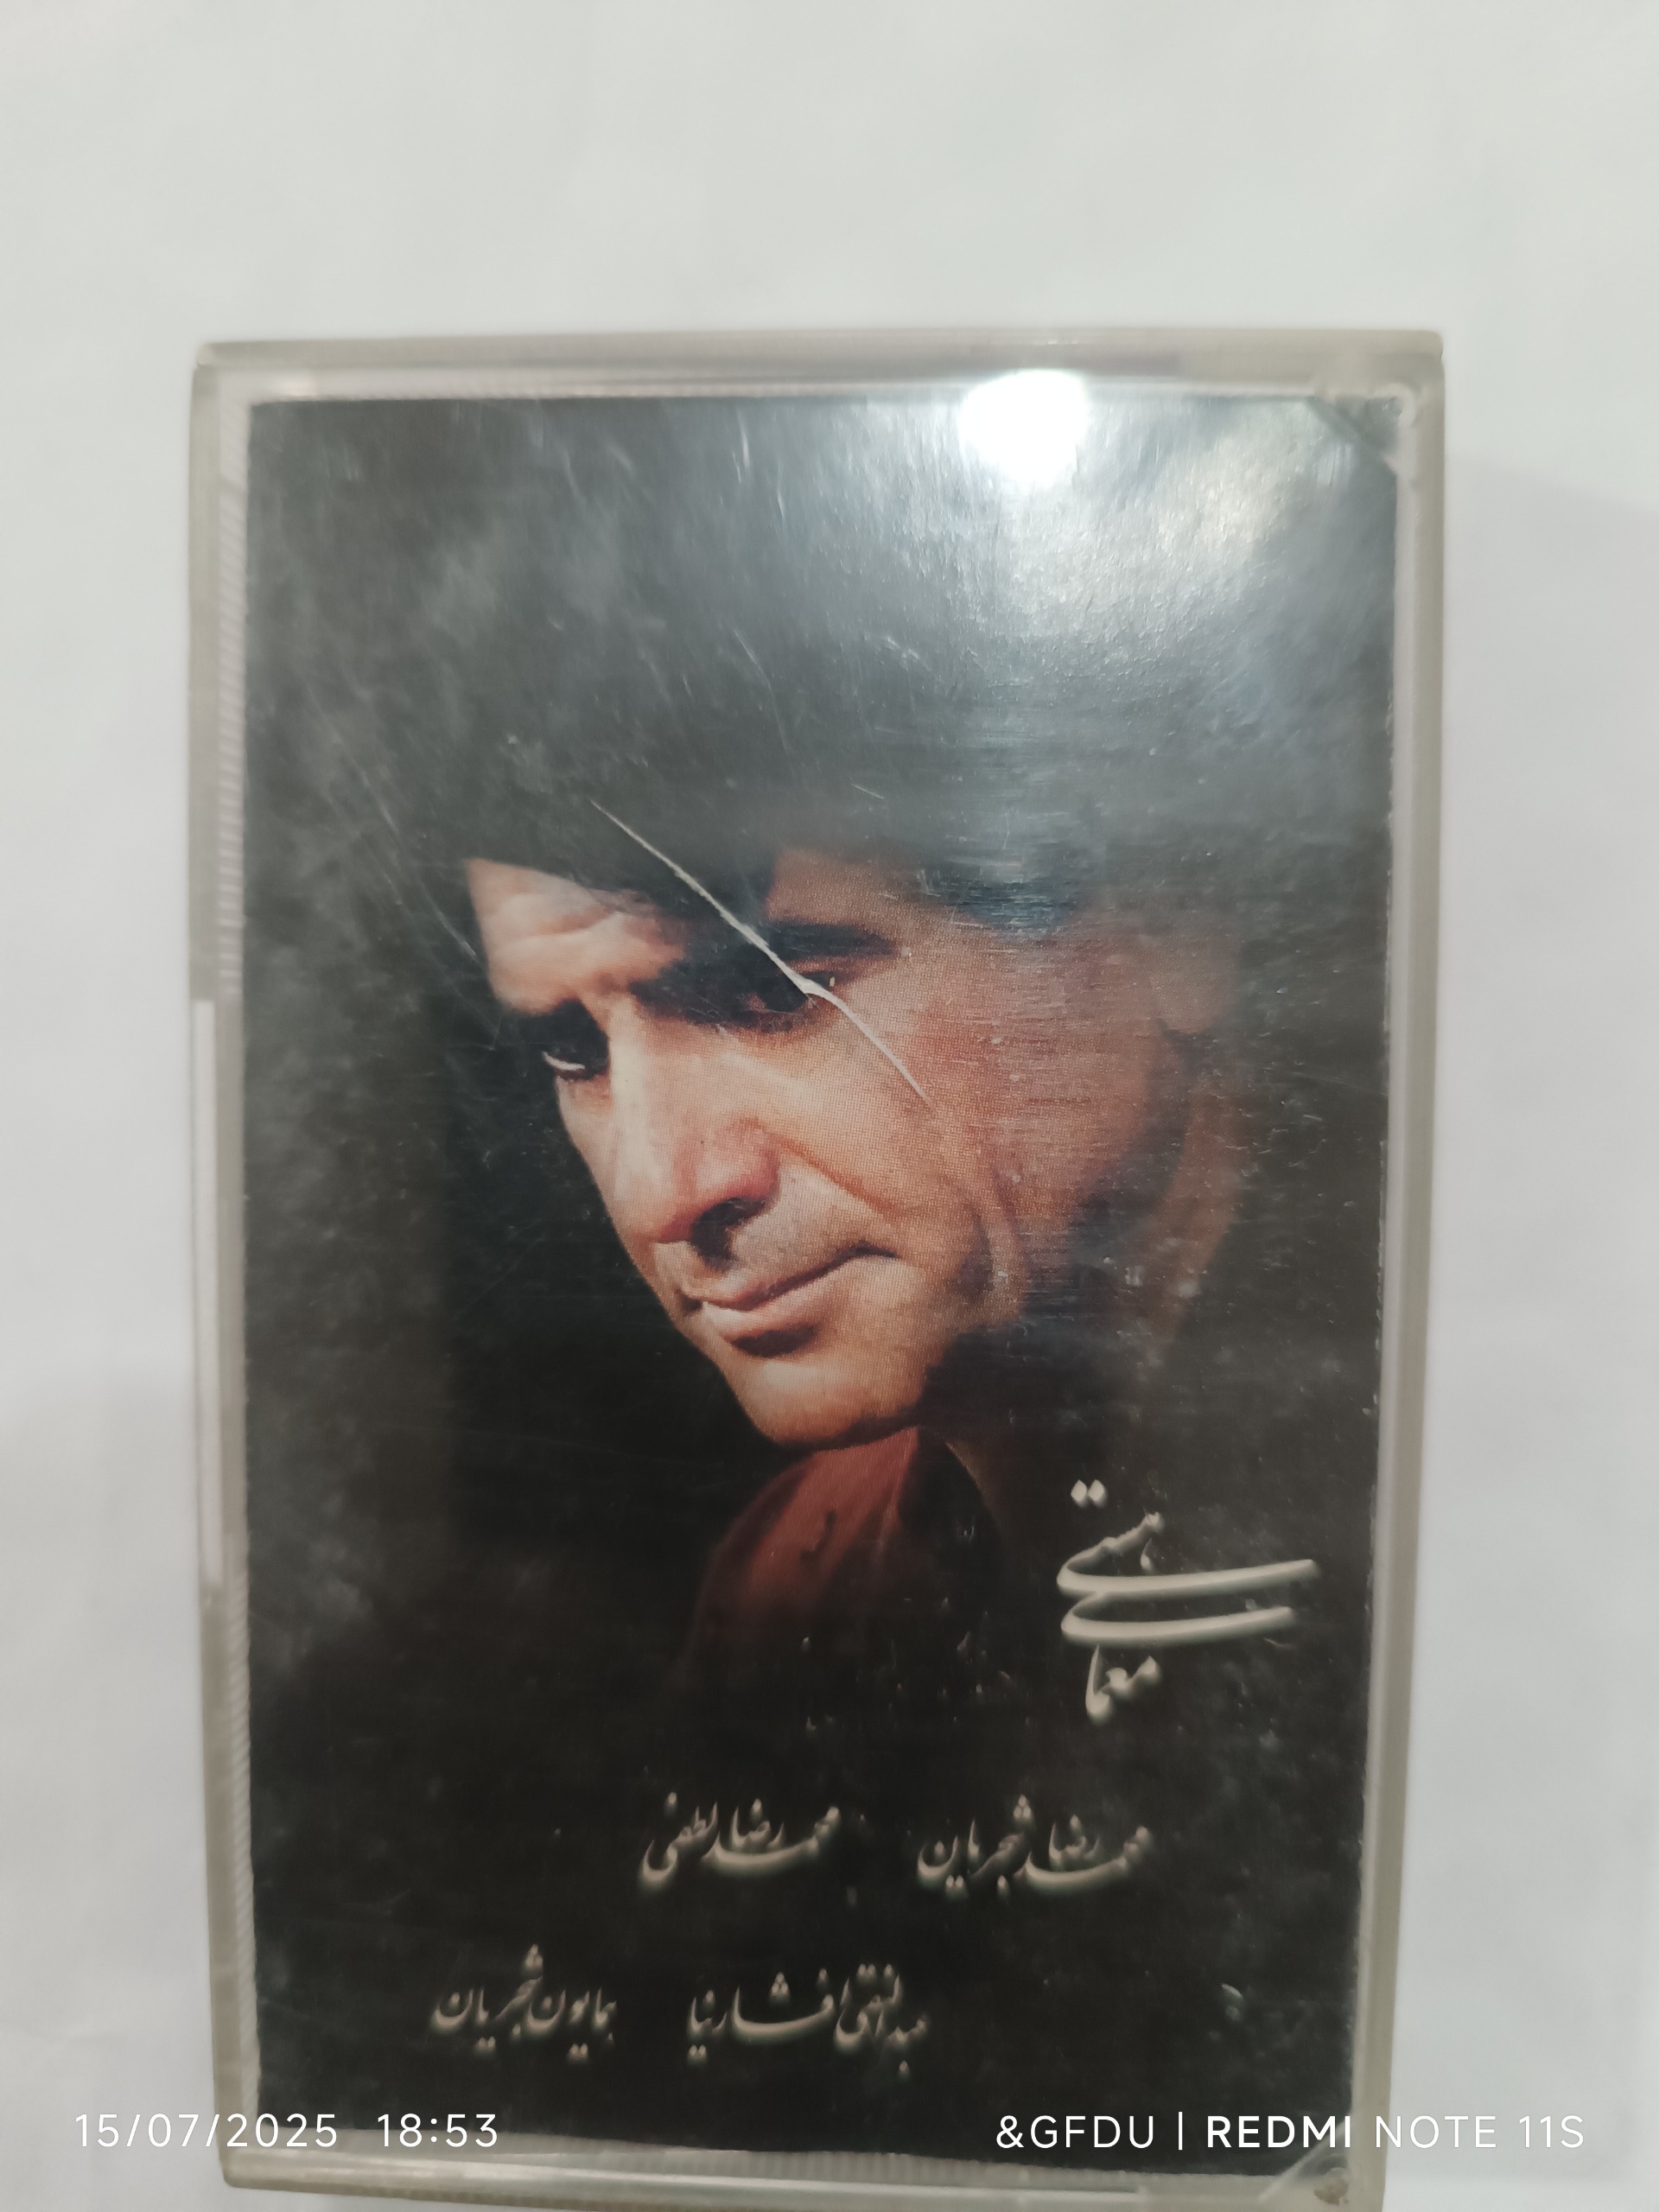 معمای هستی
محمدرضا شجریان محمدرضا لطفی
عبدالنقی افشارنیا همایون شجریان
15/07/2025 18:53 &GFDU | REDMI NOTE 11S